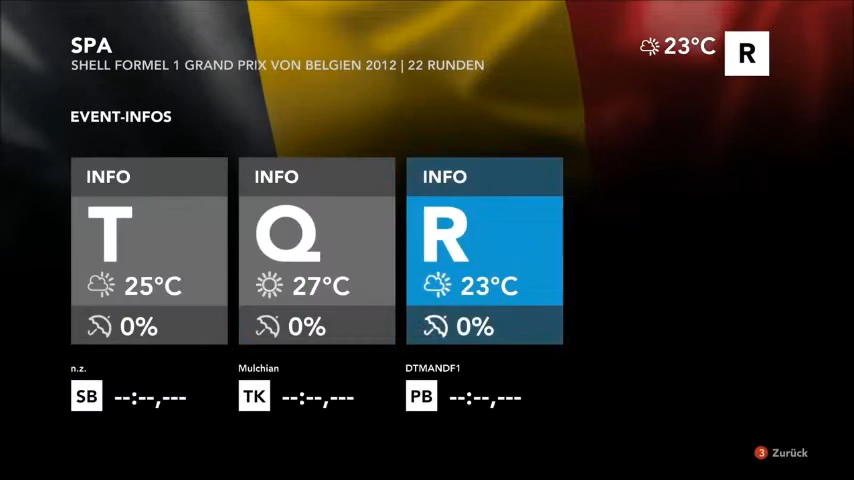 SPA
SHELL FORMEL 1 GRAND PRIX VON BELGIEN 2012 | 22 RUNDEN
23°C
R
EVENT-INFOS
INFO
T
25°C
0%
INFO
Q
27°C
0%
INFO
R
23°C
0%
n.z.
SB --:--,---
Mulchian
TK --:--,---
DTMANDF1
PB --:--,---
3 Zurück